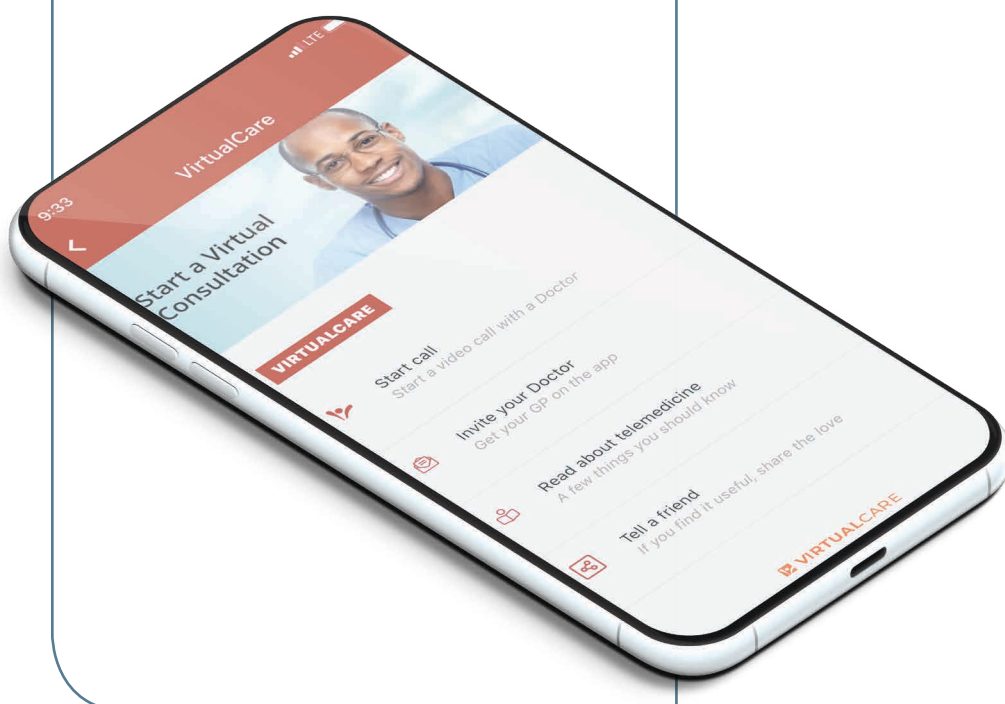 9:33
LTE
VirtualCare
Start a Virtual
Consultation
VIRTUALCARE
Start call
Start a video call with a Doctor
Invite your Doctor
Get your GP on the app
Read about telemedicine
A few things you should know
Tell a friend
If you find it useful, share the love
VIRTUALCARE